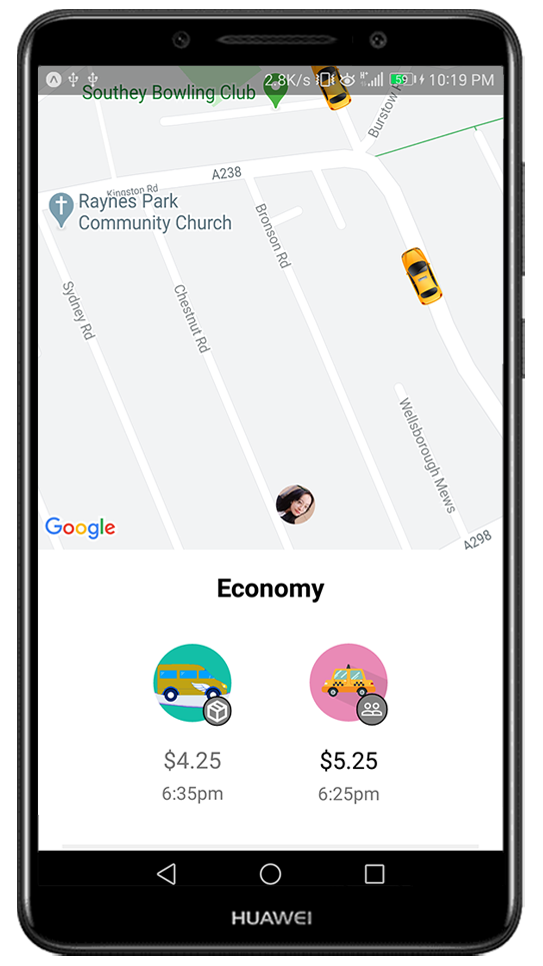 2.8K/s
H+
59
10:19 PM
Southey Bowling Club
A238
Kingston Rd
Raynes Park
Community Church
Bronson Rd
Sydney Rd
Chestnut Rd
Wellsborough Mews
A298
Google
Economy
$4.25
$5.25
6:35pm
6:25pm
HUAWEI